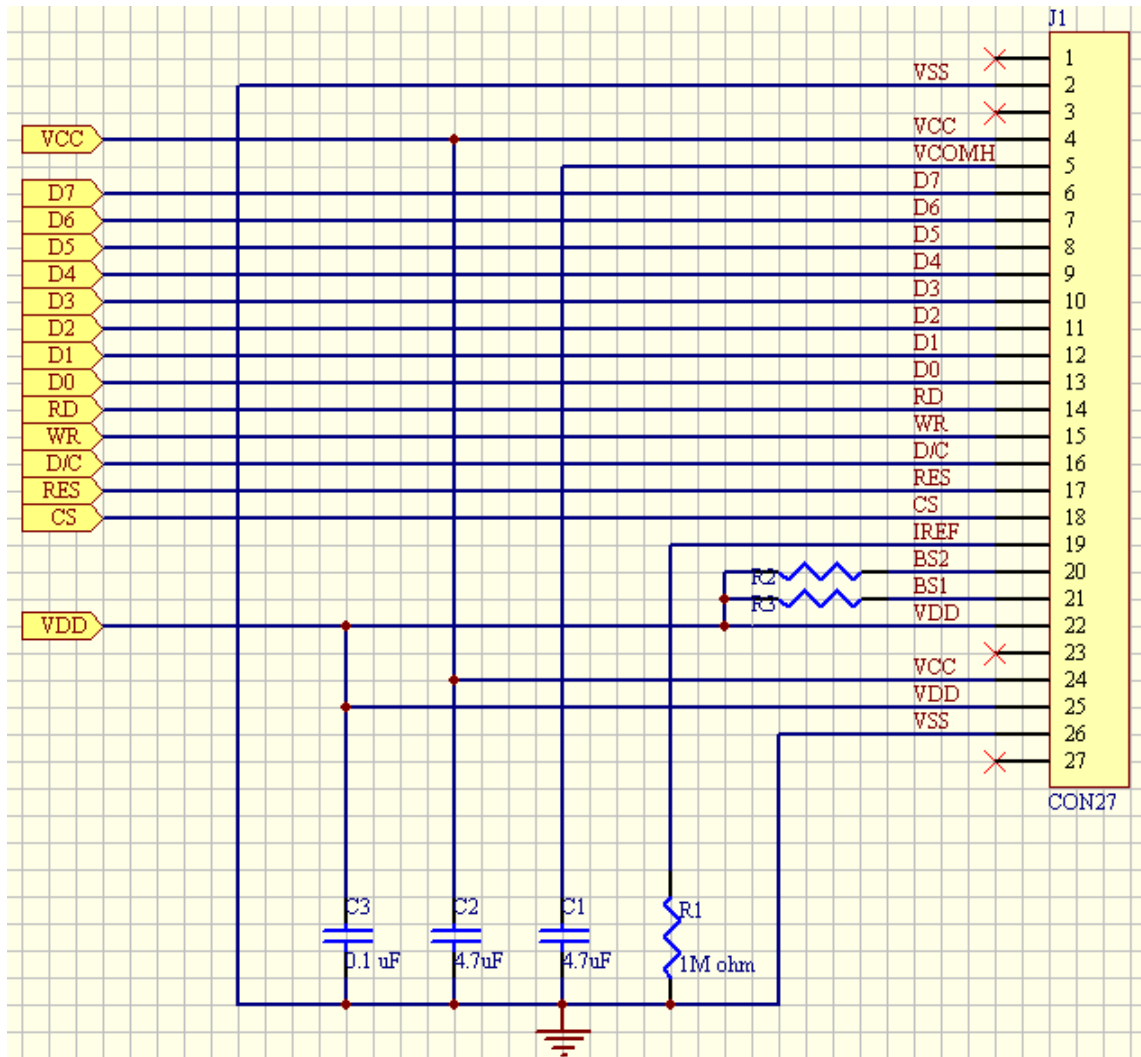 J1
1
VSS 2
3
VCC VCC 4
VCOMH 5
D7 D7 6
D6 D6 7
D5 D5 8
D4 D4 9
D3 D3 10
D2 D2 11
D1 D1 12
D0 D0 13
RD RD 14
WR WR 15
D/C D/C 16
RES RES 17
CS CS 18
IREF 19
R2 BS2 20
R3 BS1 21
VDD VDD 22
23
VCC 24
VDD 25
VSS 26
27
CON27
C3 C2 C1 R1
0.1 uF 4.7uF 4.7uF 1M ohm